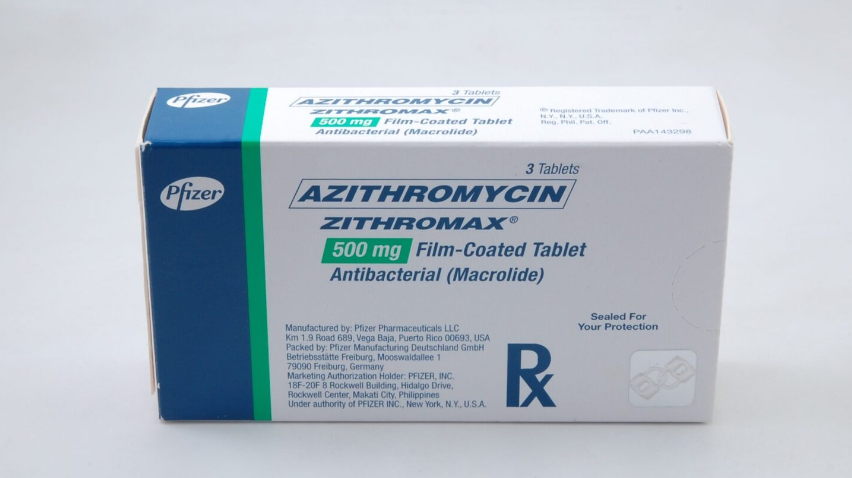 Pfizer
3 Tablets
AZITHROMYCIN
ZITHROMAX®
500 mg Film-Coated Tablet
Antibacterial (Macrolide)
® Registered Trademark of Pfizer Inc.,
N.Y., N.Y., U.S.A.
Reg. Phil. Pat. Off.
PAA143298
Pfizer
3 Tablets
AZITHROMYCIN
ZITHROMAX®
500 mg Film-Coated Tablet
Antibacterial (Macrolide)
Sealed For
Your Protection
Manufactured by: Pfizer Pharmaceuticals LLC
Km 1.9 Road 689, Vega Baja, Puerto Rico 00693, USA
Packed by: Pfizer Manufacturing Deutschland GmbH
Betriebsstätte Freiburg, Mooswaldallee 1
79090 Freiburg, Germany
Marketing Authorization Holder: PFIZER, INC.
18F-20F 8 Rockwell Building, Hidalgo Drive,
Rockwell Center, Makati City, Philippines
Under authority of PFIZER INC., New York, N.Y., U.S.A.
Rx